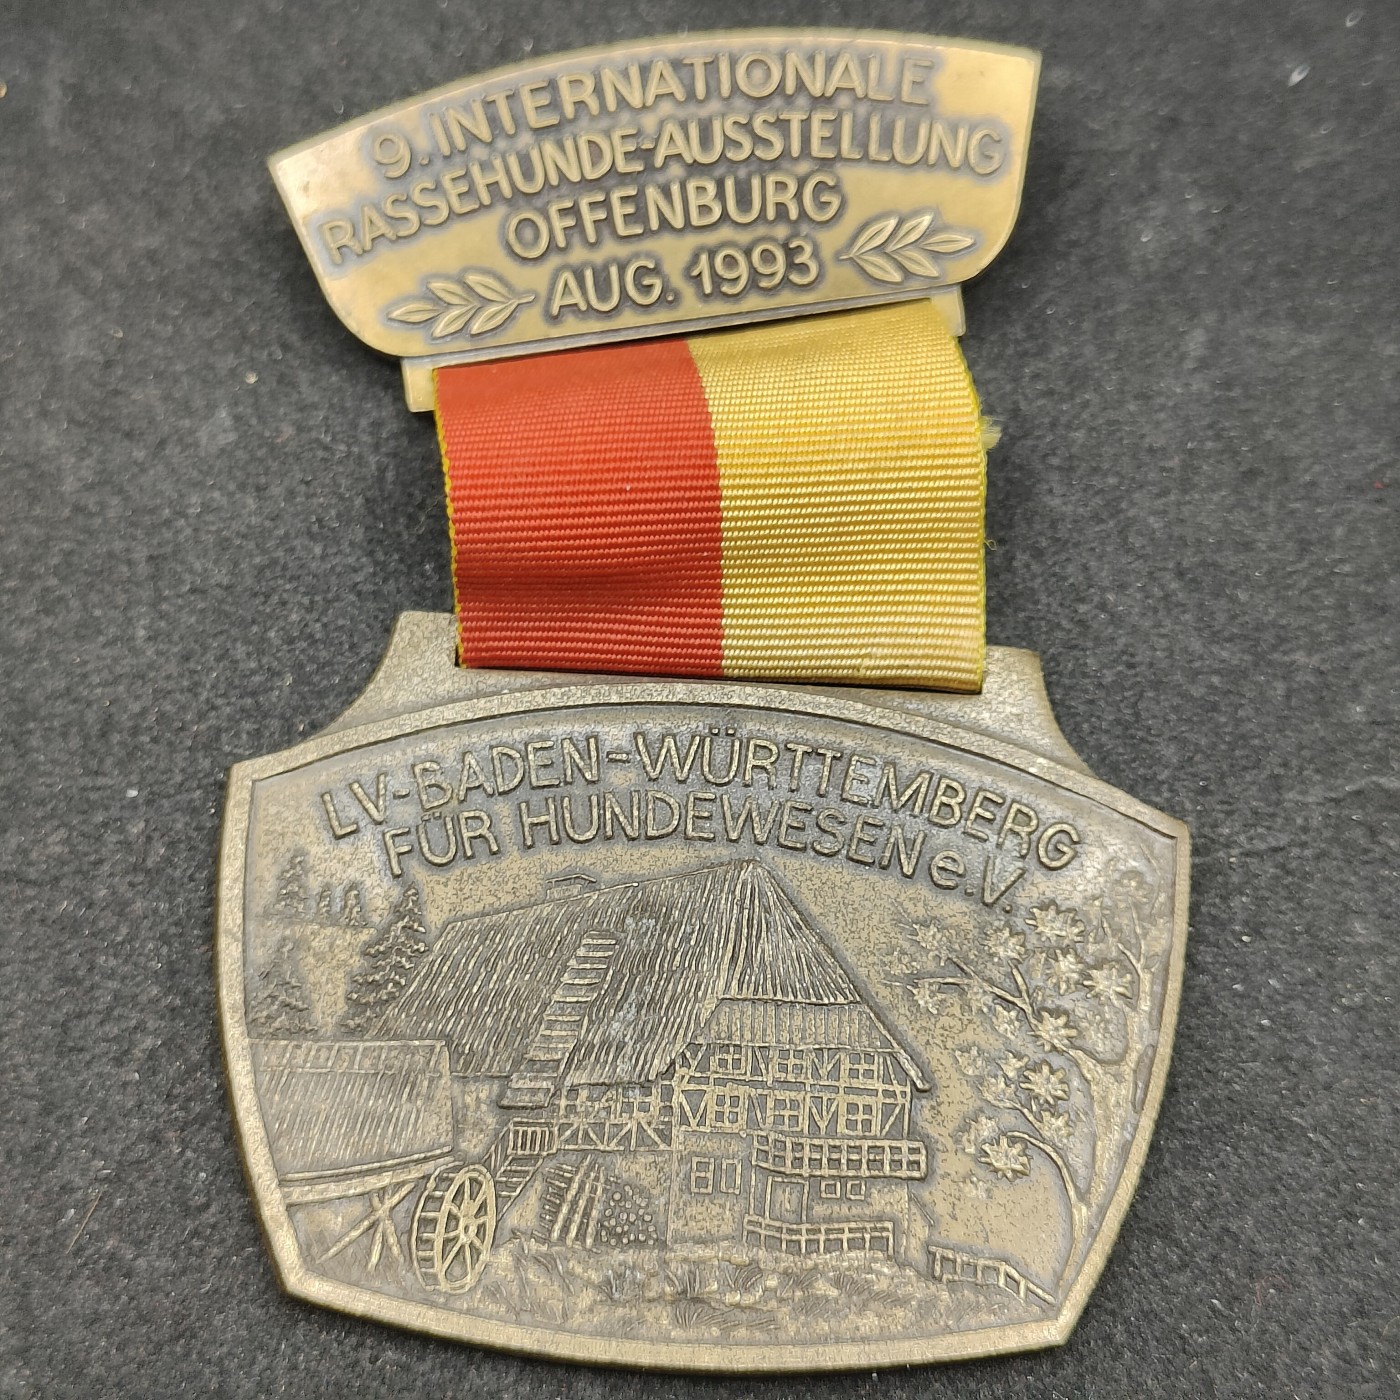 9. INTERNATIONALE
RASSEHUNDE-AUSSTELLUNG
OFFENBURG
AUG. 1993
LV-BADEN-WÜRTTEMBERG
FÜR HUNDEWESEN e.V.